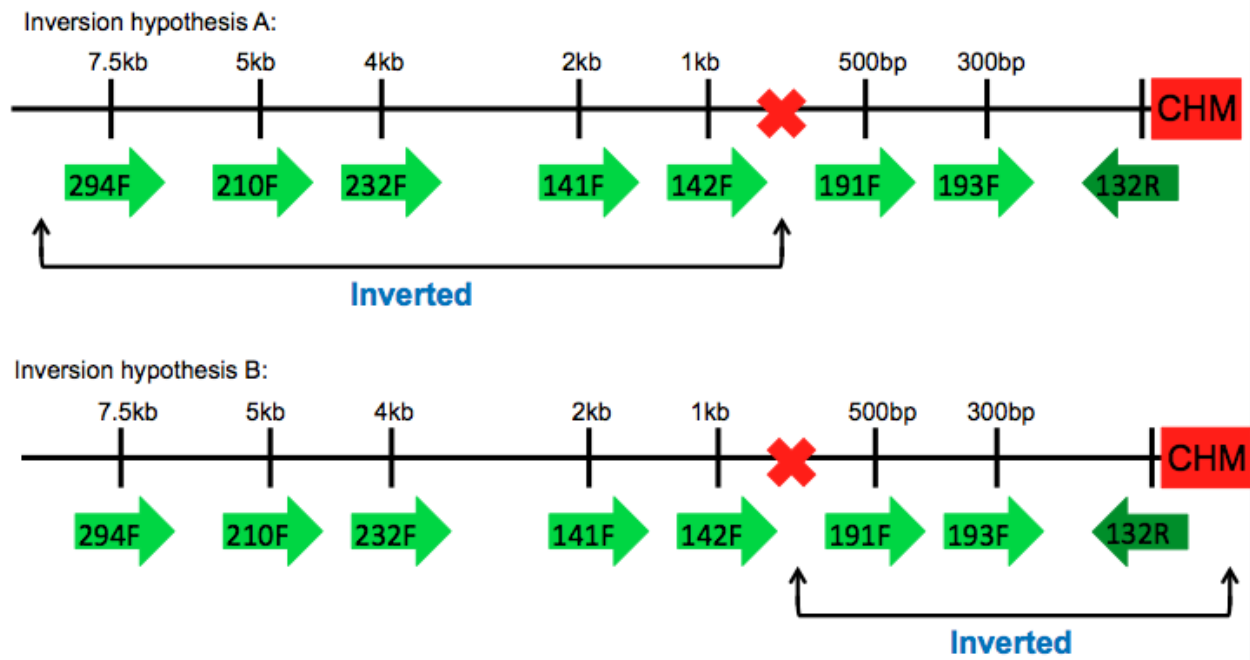 Inversion hypothesis A:
7.5kb 5kb 4kb 2kb 1kb 500bp 300bp
CHM
294F 210F 232F 141F 142F 191F 193F 132R
Inverted
Inversion hypothesis B:
7.5kb 5kb 4kb 2kb 1kb 500bp 300bp
CHM
294F 210F 232F 141F 142F 191F 193F 132R
Inverted